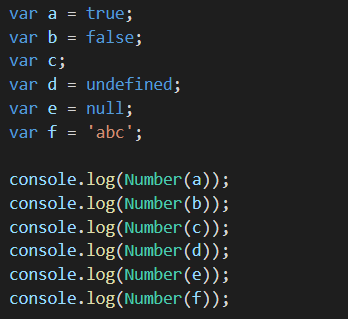 var a = true;
var b = false;
var c;
var d = undefined;
var e = null;
var f = 'abc';
console.log(Number(a));
console.log(Number(b));
console.log(Number(c));
console.log(Number(d));
console.log(Number(e));
console.log(Number(f));